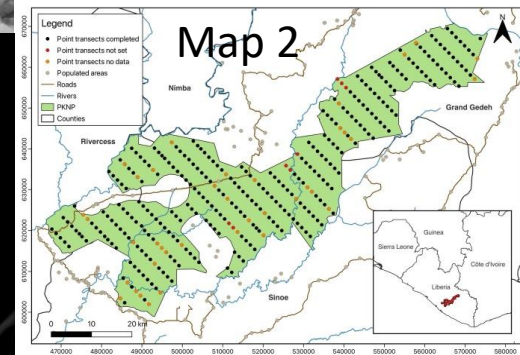 Map 2
Legend
Point transects completed
Point transects not set
Point transects no data
Populated areas
Roads
Rivers
PKNP
Counties
N
Nimba
Grand Gedeh
Rivercess
Sinoe
Guinea
Sierra Leone
Côte d'Ivoire
Liberia
0 10 20 km
670000
660000
650000
640000
630000
620000
610000
600000
470000 480000 490000 500000 510000 520000 530000 540000 550000 560000 570000 580000